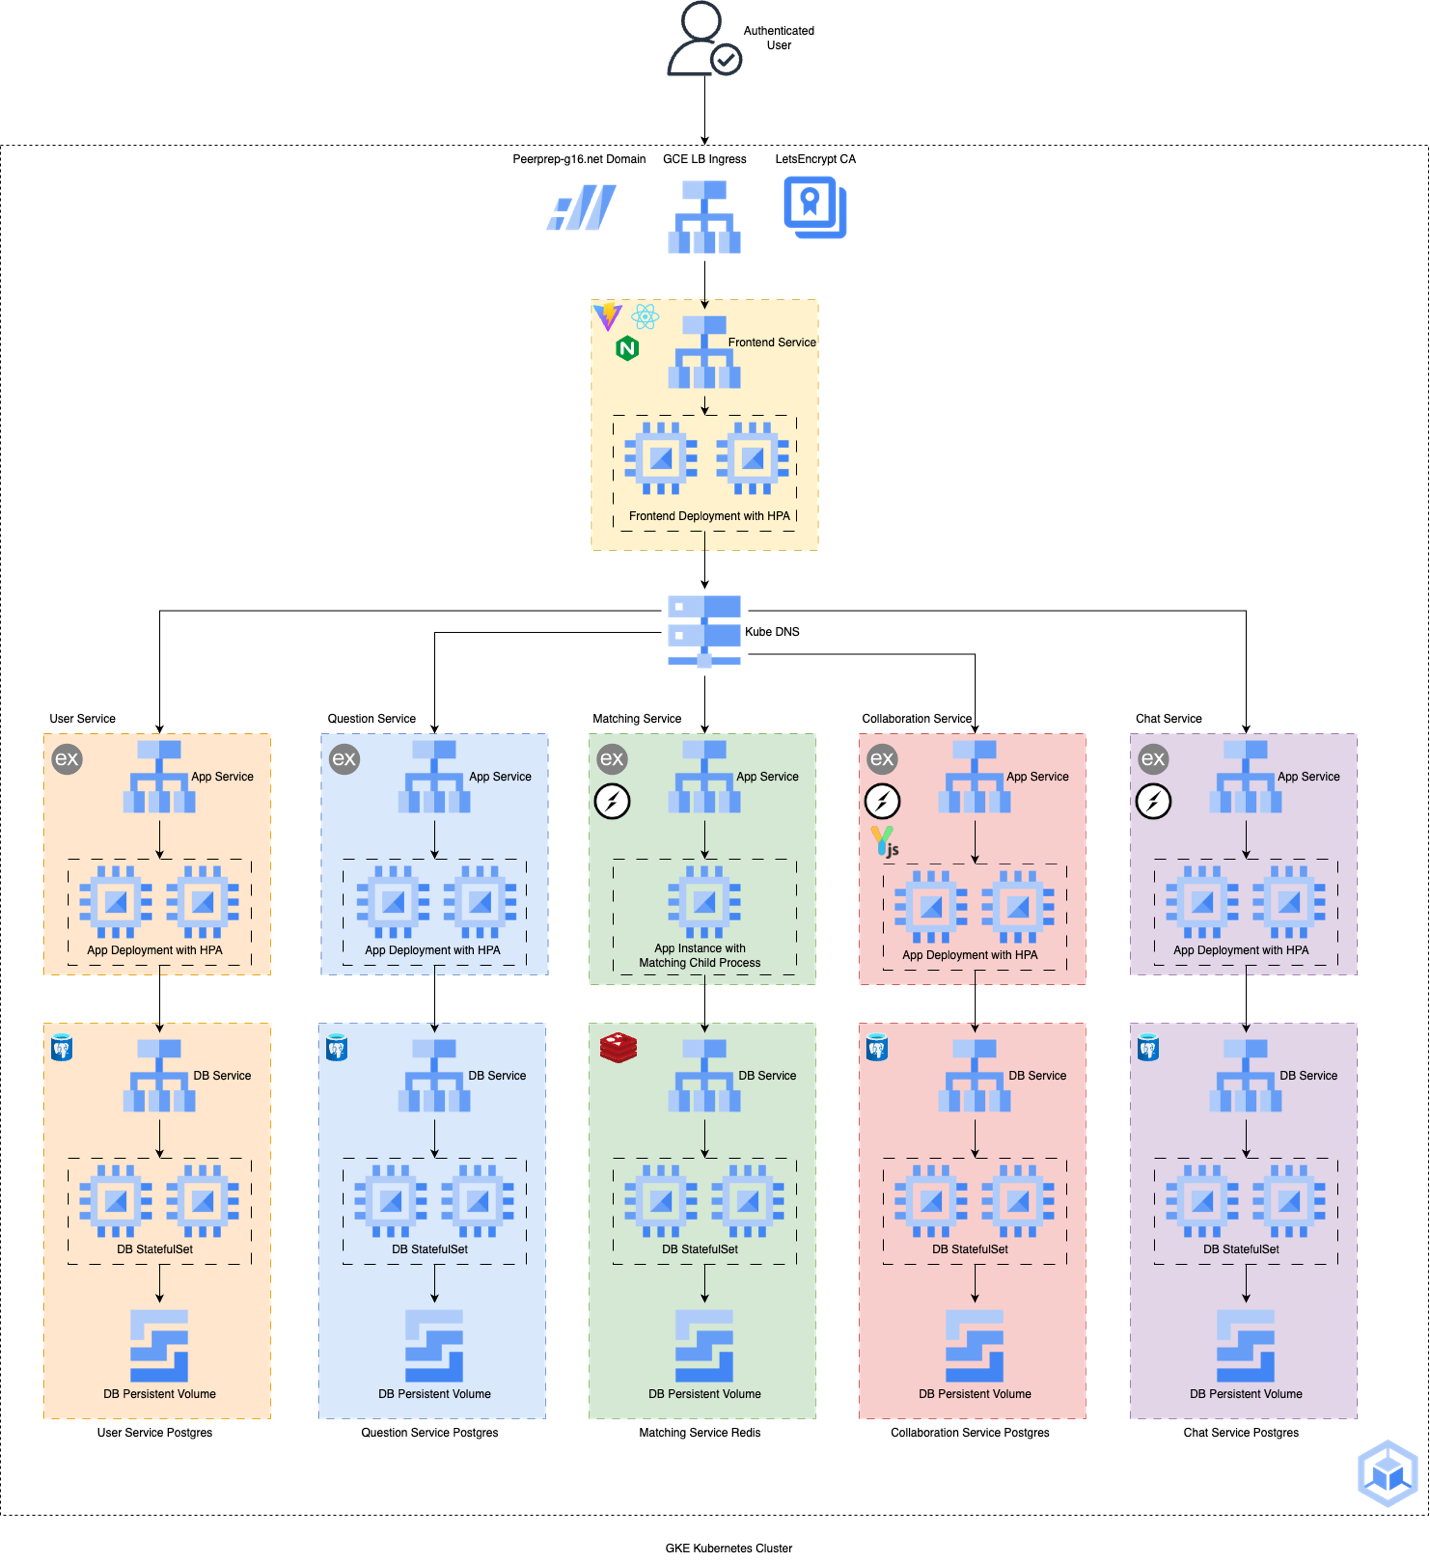 Authenticated
User
Peerprep-g16.net Domain
GCE LB Ingress
LetsEncrypt CA
Frontend Service
Frontend Deployment with HPA
Kube DNS
User Service
Question Service
Matching Service
Collaboration Service
Chat Service
ex
App Service
ex
App Service
ex
App Service
ex
App Service
ex
App Service
Yjs
App Deployment with HPA
App Deployment with HPA
App Instance with
Matching Child Process
App Deployment with HPA
App Deployment with HPA
DB Service
DB Service
DB Service
DB Service
DB Service
DB StatefulSet
DB StatefulSet
DB StatefulSet
DB StatefulSet
DB StatefulSet
DB Persistent Volume
DB Persistent Volume
DB Persistent Volume
DB Persistent Volume
DB Persistent Volume
User Service Postgres
Question Service Postgres
Matching Service Redis
Collaboration Service Postgres
Chat Service Postgres
GKE Kubernetes Cluster